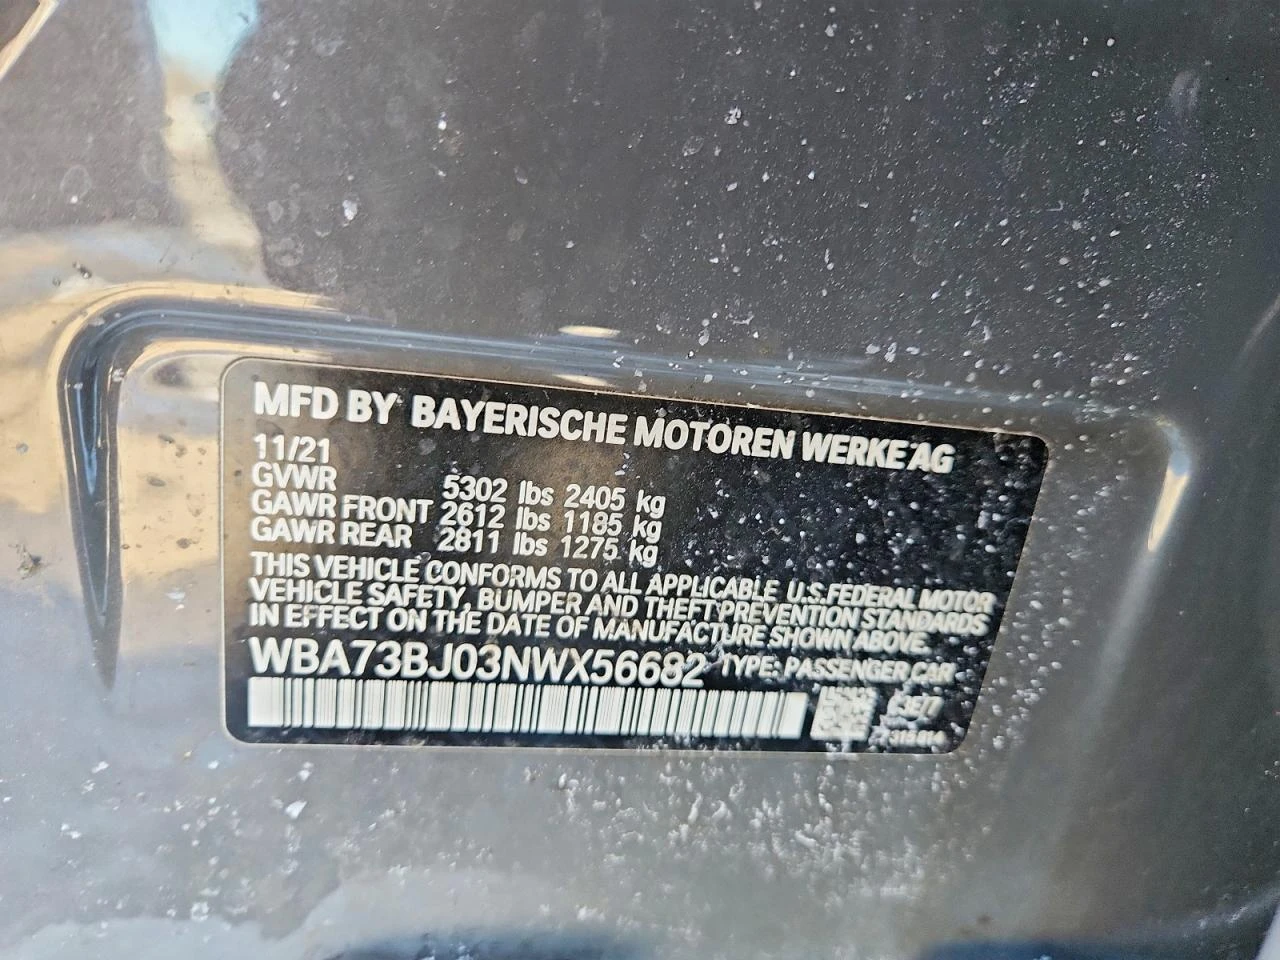 MFD BY BAYERISCHE MOTOREN WERKE AG
11/21
GVWR 5302 lbs 2405 kg
GAWR FRONT 2612 lbs 1185 kg
GAWR REAR 2811 lbs 1275 kg
THIS VEHICLE CONFORMS TO ALL APPLICABLE U.S.FEDERAL MOTOR
VEHICLE SAFETY, BUMPER AND THEFT PREVENTION STANDARDS
IN EFFECT ON THE DATE OF MANUFACTURE SHOWN ABOVE.
WBA73BJ03NWX56682 TYPE: PASSENGER CAR